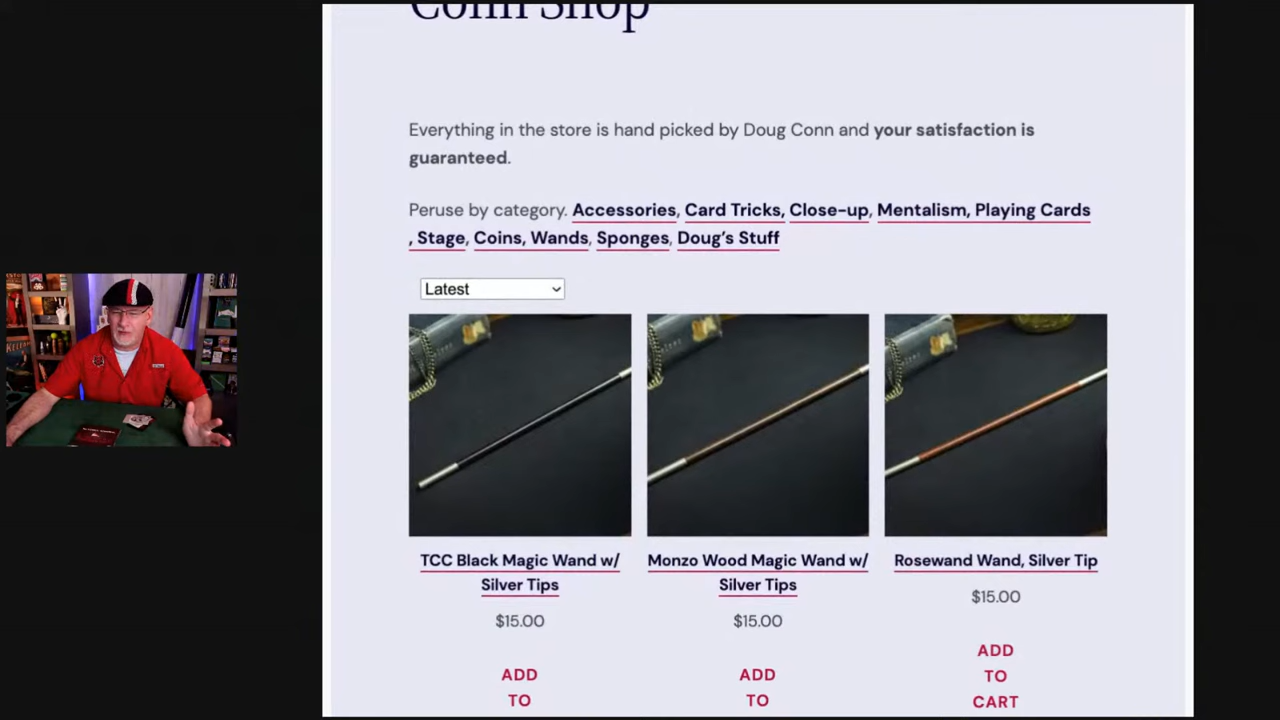 Conn Shop
Everything in the store is hand picked by Doug Conn and your satisfaction is
guaranteed.
Peruse by category. Accessories, Card Tricks, Close-up, Mentalism, Playing Cards
, Stage, Coins, Wands, Sponges, Doug's Stuff
Latest
TCC Black Magic Wand w/
Silver Tips
$15.00
ADD
TO
Monzo Wood Magic Wand w/
Silver Tips
$15.00
ADD
TO
Rosewand Wand, Silver Tip
$15.00
ADD
TO
CART